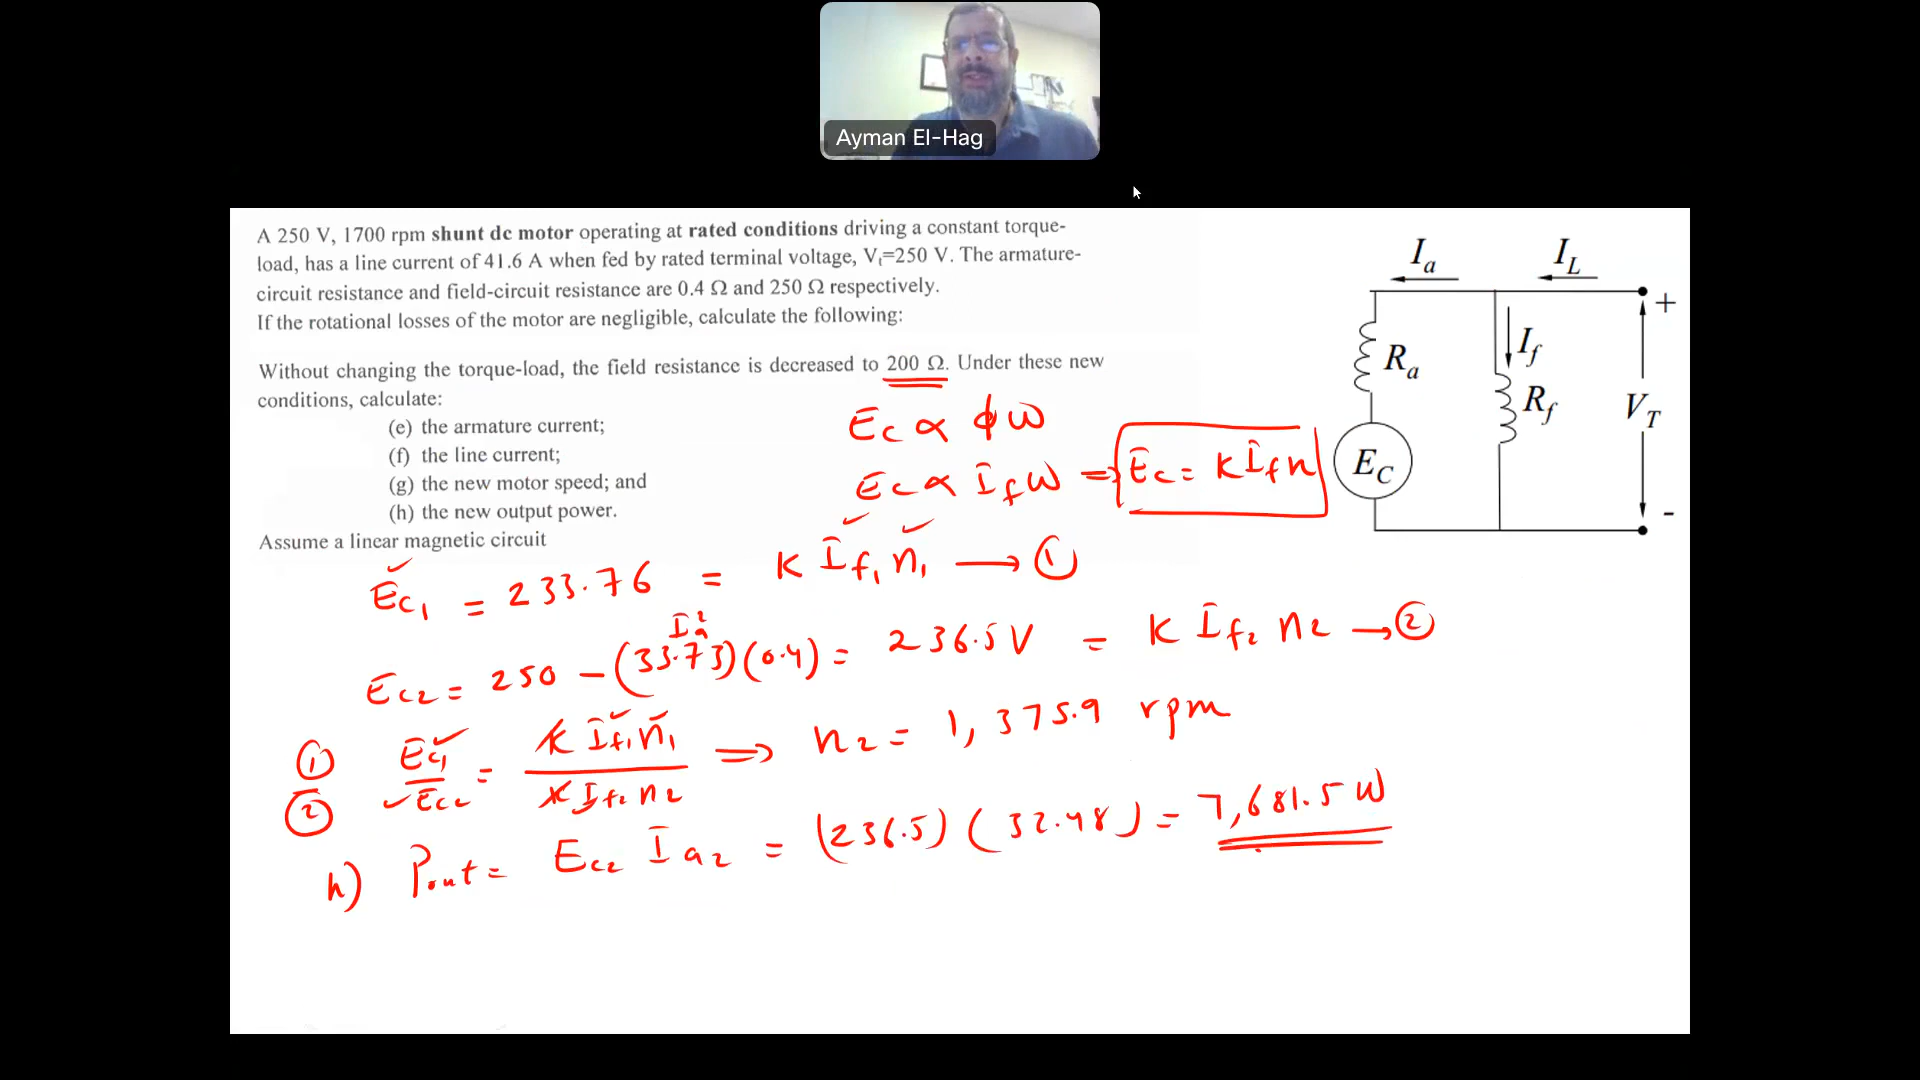 Ayman El-Hag
A 250 V, 1700 rpm shunt dc motor operating at rated conditions driving a constant torque-
load, has a line current of 41.6 A when fed by rated terminal voltage, Vₜ=250 V. The armature-
circuit resistance and field-circuit resistance are 0.4 Ω and 250 Ω respectively.
If the rotational losses of the motor are negligible, calculate the following:
Without changing the torque-load, the field resistance is decreased to 200 Ω. Under these new
conditions, calculate:
(e) the armature current;
(f) the line current;
(g) the new motor speed; and
(h) the new output power.
Assume a linear magnetic circuit
Ia
IL
+
Ra
If
Rf
VT
EC
-
Ec ∝ ϕ ω
Ec ∝ If ω ⇒ Ec = K If n
Ec1 = 233.76 = K If1 n1 → ①
Ia2
Ec2 = 250 - (33.73)(0.4) = 236.5 V = K If2 n2 → ②
① Ec1 / ② Ec2 = K If1 n1 / K If2 n2 ⇒ n2 = 1,375.9 rpm
h) Pout = Ec2 Ia2 = (236.5) (32.48) = 7,681.5 W